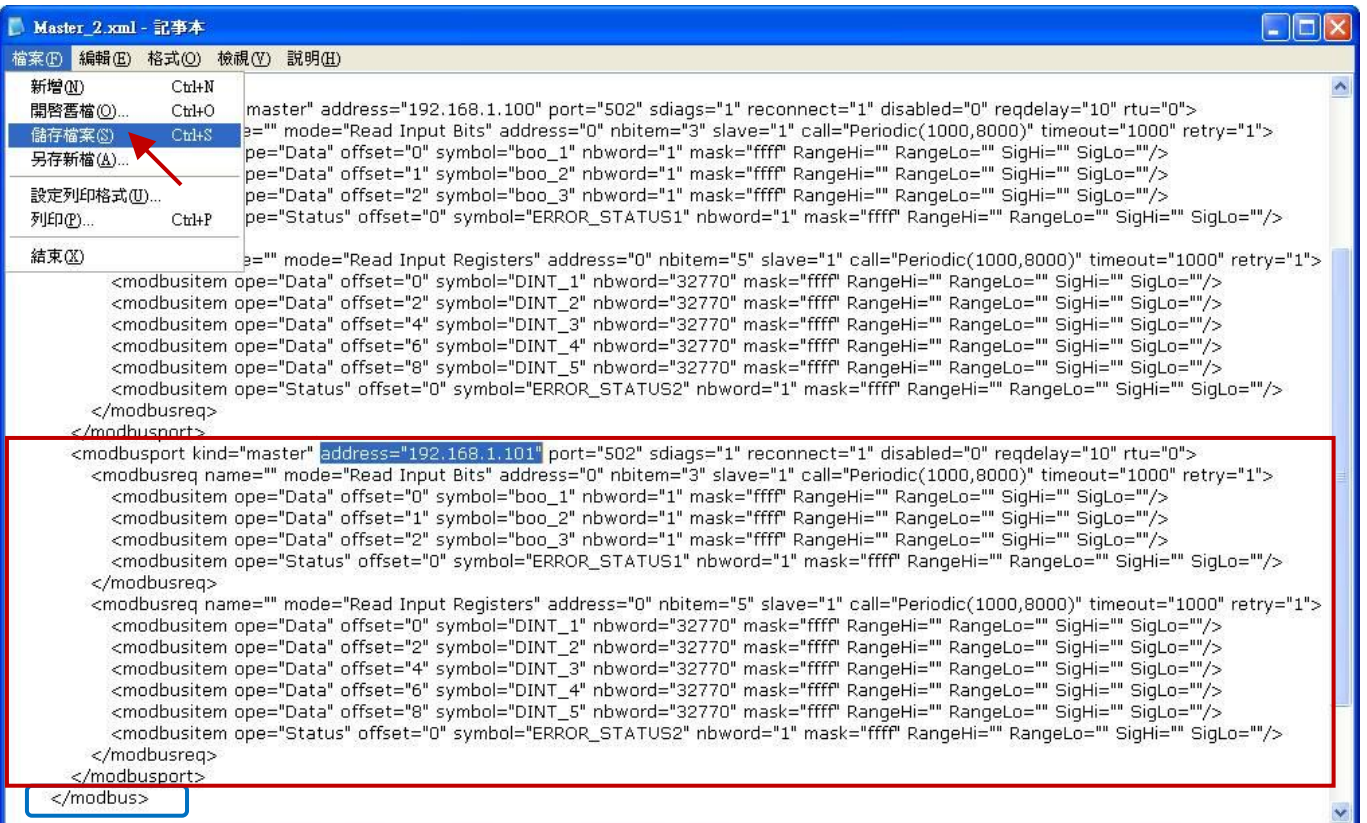 Master_2.xml - 記事本
檔案(F) 編輯(E) 格式(O) 檢視(V) 說明(H)
新增(N) Ctrl+N
開啓舊檔(O)... Ctrl+O
儲存檔案(S) Ctrl+S
另存新檔(A)...
設定列印格式(U)...
列印(P)... Ctrl+P
結束(X)
master" address="192.168.1.100" port="502" sdiags="1" reconnect="1" disabled="0" reqdelay="10" rtu="0">
e="" mode="Read Input Bits" address="0" nbitem="3" slave="1" call="Periodic(1000,8000)" timeout="1000" retry="1">
pe="Data" offset="0" symbol="boo_1" nbword="1" mask="ffff" RangeHi="" RangeLo="" SigHi="" SigLo=""/>
pe="Data" offset="1" symbol="boo_2" nbword="1" mask="ffff" RangeHi="" RangeLo="" SigHi="" SigLo=""/>
pe="Data" offset="2" symbol="boo_3" nbword="1" mask="ffff" RangeHi="" RangeLo="" SigHi="" SigLo=""/>
pe="Status" offset="0" symbol="ERROR_STATUS1" nbword="1" mask="ffff" RangeHi="" RangeLo="" SigHi="" SigLo=""/>
e="" mode="Read Input Registers" address="0" nbitem="5" slave="1" call="Periodic(1000,8000)" timeout="1000" retry="1">
<modbusitem ope="Data" offset="0" symbol="DINT_1" nbword="32770" mask="ffff" RangeHi="" RangeLo="" SigHi="" SigLo=""/>
<modbusitem ope="Data" offset="2" symbol="DINT_2" nbword="32770" mask="ffff" RangeHi="" RangeLo="" SigHi="" SigLo=""/>
<modbusitem ope="Data" offset="4" symbol="DINT_3" nbword="32770" mask="ffff" RangeHi="" RangeLo="" SigHi="" SigLo=""/>
<modbusitem ope="Data" offset="6" symbol="DINT_4" nbword="32770" mask="ffff" RangeHi="" RangeLo="" SigHi="" SigLo=""/>
<modbusitem ope="Data" offset="8" symbol="DINT_5" nbword="32770" mask="ffff" RangeHi="" RangeLo="" SigHi="" SigLo=""/>
<modbusitem ope="Status" offset="0" symbol="ERROR_STATUS2" nbword="1" mask="ffff" RangeHi="" RangeLo="" SigHi="" SigLo=""/>
</modbusreq>
</modbusport>
<modbusport kind="master" address="192.168.1.101" port="502" sdiags="1" reconnect="1" disabled="0" reqdelay="10" rtu="0">
<modbusreq name="" mode="Read Input Bits" address="0" nbitem="3" slave="1" call="Periodic(1000,8000)" timeout="1000" retry="1">
<modbusitem ope="Data" offset="0" symbol="boo_1" nbword="1" mask="ffff" RangeHi="" RangeLo="" SigHi="" SigLo=""/>
<modbusitem ope="Data" offset="1" symbol="boo_2" nbword="1" mask="ffff" RangeHi="" RangeLo="" SigHi="" SigLo=""/>
<modbusitem ope="Data" offset="2" symbol="boo_3" nbword="1" mask="ffff" RangeHi="" RangeLo="" SigHi="" SigLo=""/>
<modbusitem ope="Status" offset="0" symbol="ERROR_STATUS1" nbword="1" mask="ffff" RangeHi="" RangeLo="" SigHi="" SigLo=""/>
</modbusreq>
<modbusreq name="" mode="Read Input Registers" address="0" nbitem="5" slave="1" call="Periodic(1000,8000)" timeout="1000" retry="1">
<modbusitem ope="Data" offset="0" symbol="DINT_1" nbword="32770" mask="ffff" RangeHi="" RangeLo="" SigHi="" SigLo=""/>
<modbusitem ope="Data" offset="2" symbol="DINT_2" nbword="32770" mask="ffff" RangeHi="" RangeLo="" SigHi="" SigLo=""/>
<modbusitem ope="Data" offset="4" symbol="DINT_3" nbword="32770" mask="ffff" RangeHi="" RangeLo="" SigHi="" SigLo=""/>
<modbusitem ope="Data" offset="6" symbol="DINT_4" nbword="32770" mask="ffff" RangeHi="" RangeLo="" SigHi="" SigLo=""/>
<modbusitem ope="Data" offset="8" symbol="DINT_5" nbword="32770" mask="ffff" RangeHi="" RangeLo="" SigHi="" SigLo=""/>
<modbusitem ope="Status" offset="0" symbol="ERROR_STATUS2" nbword="1" mask="ffff" RangeHi="" RangeLo="" SigHi="" SigLo=""/>
</modbusreq>
</modbusport>
</modbus>